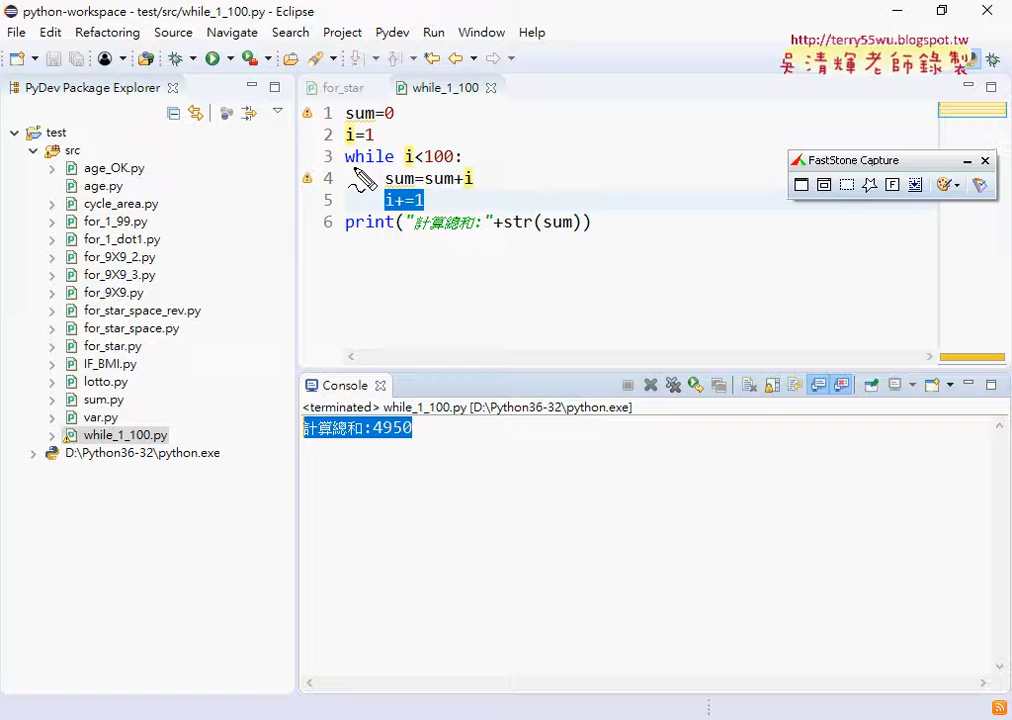 python-workspace - test/src/while_1_100.py - Eclipse
File Edit Refactoring Source Navigate Search Project Pydev Run Window Help
http://terry55wu.blogspot.tw
吳清輝老師錄製
PyDev Package Explorer
for_star
while_1_100
test
src
age_OK.py
age.py
cycle_area.py
for_1_99.py
for_1_dot1.py
for_9X9_2.py
for_9X9_3.py
for_9X9.py
for_star_space_rev.py
for_star_space.py
for_star.py
IF_BMI.py
lotto.py
sum.py
var.py
while_1_100.py
D:\Python36-32\python.exe
1 sum=0
2 i=1
3 while i<100:
4 sum=sum+i
5 i+=1
6 print("計算總和:"+str(sum))
FastStone Capture
Console
<terminated> while_1_100.py [D:\Python36-32\python.exe]
計算總和:4950